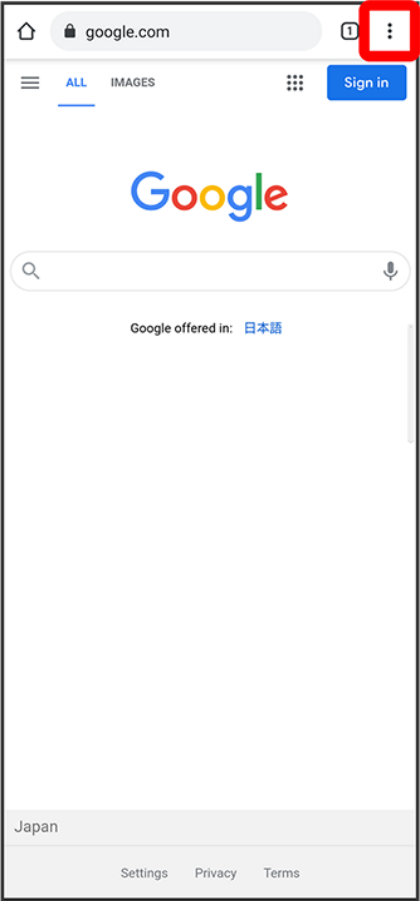 google.com 1
ALL IMAGES Sign in
Google
Google offered in: 日本語
Japan
Settings Privacy Terms